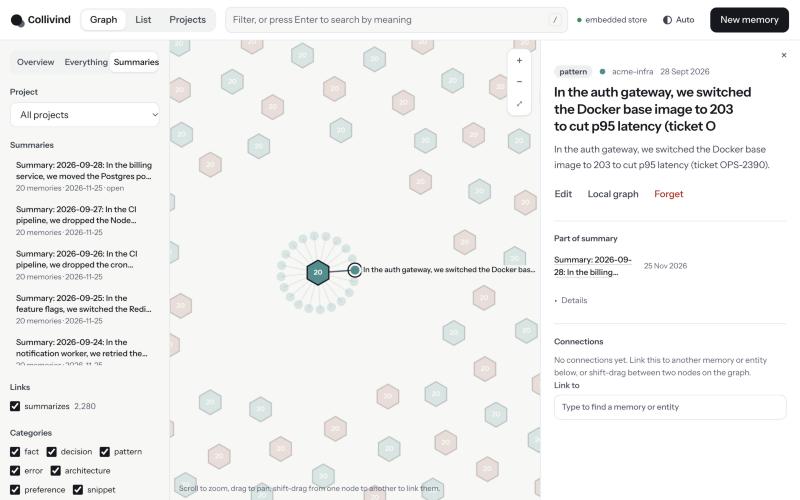 Collivind
Graph
List
Projects
Filter, or press Enter to search by meaning
/
embedded store
Auto
New memory
Overview
Everything
Summaries
Project
All projects
Summaries
Summary: 2026-09-28: In the billing
service, we moved the Postgres po...
20 memories · 2026-11-25 · open
Summary: 2026-09-27: In the CI
pipeline, we dropped the Node...
20 memories · 2026-11-25
Summary: 2026-09-26: In the CI
pipeline, we dropped the cron...
20 memories · 2026-11-25
Summary: 2026-09-25: In the
feature flags, we switched the Redi...
20 memories · 2026-11-25
Summary: 2026-09-24: In the
notification worker, we retried the...
20 memories · 2026-11-25
Links
summarizes 2,280
Categories
fact
decision
pattern
error
architecture
preference
snippet
20
In the auth gateway, we switched the Docker bas...
Scroll to zoom, drag to pan, shift-drag from one node to another to link them.
+
−
×
pattern
acme-infra
28 Sept 2026
In the auth gateway, we switched
the Docker base image to 203
to cut p95 latency (ticket O
In the auth gateway, we switched the Docker base
image to 203 to cut p95 latency (ticket OPS-2390).
Edit
Local graph
Forget
Part of summary
Summary: 2026-09-
28: In the billing...
25 Nov 2026
Details
Connections
No connections yet. Link this to another memory or entity
below, or shift-drag between two nodes on the graph.
Link to
Type to find a memory or entity